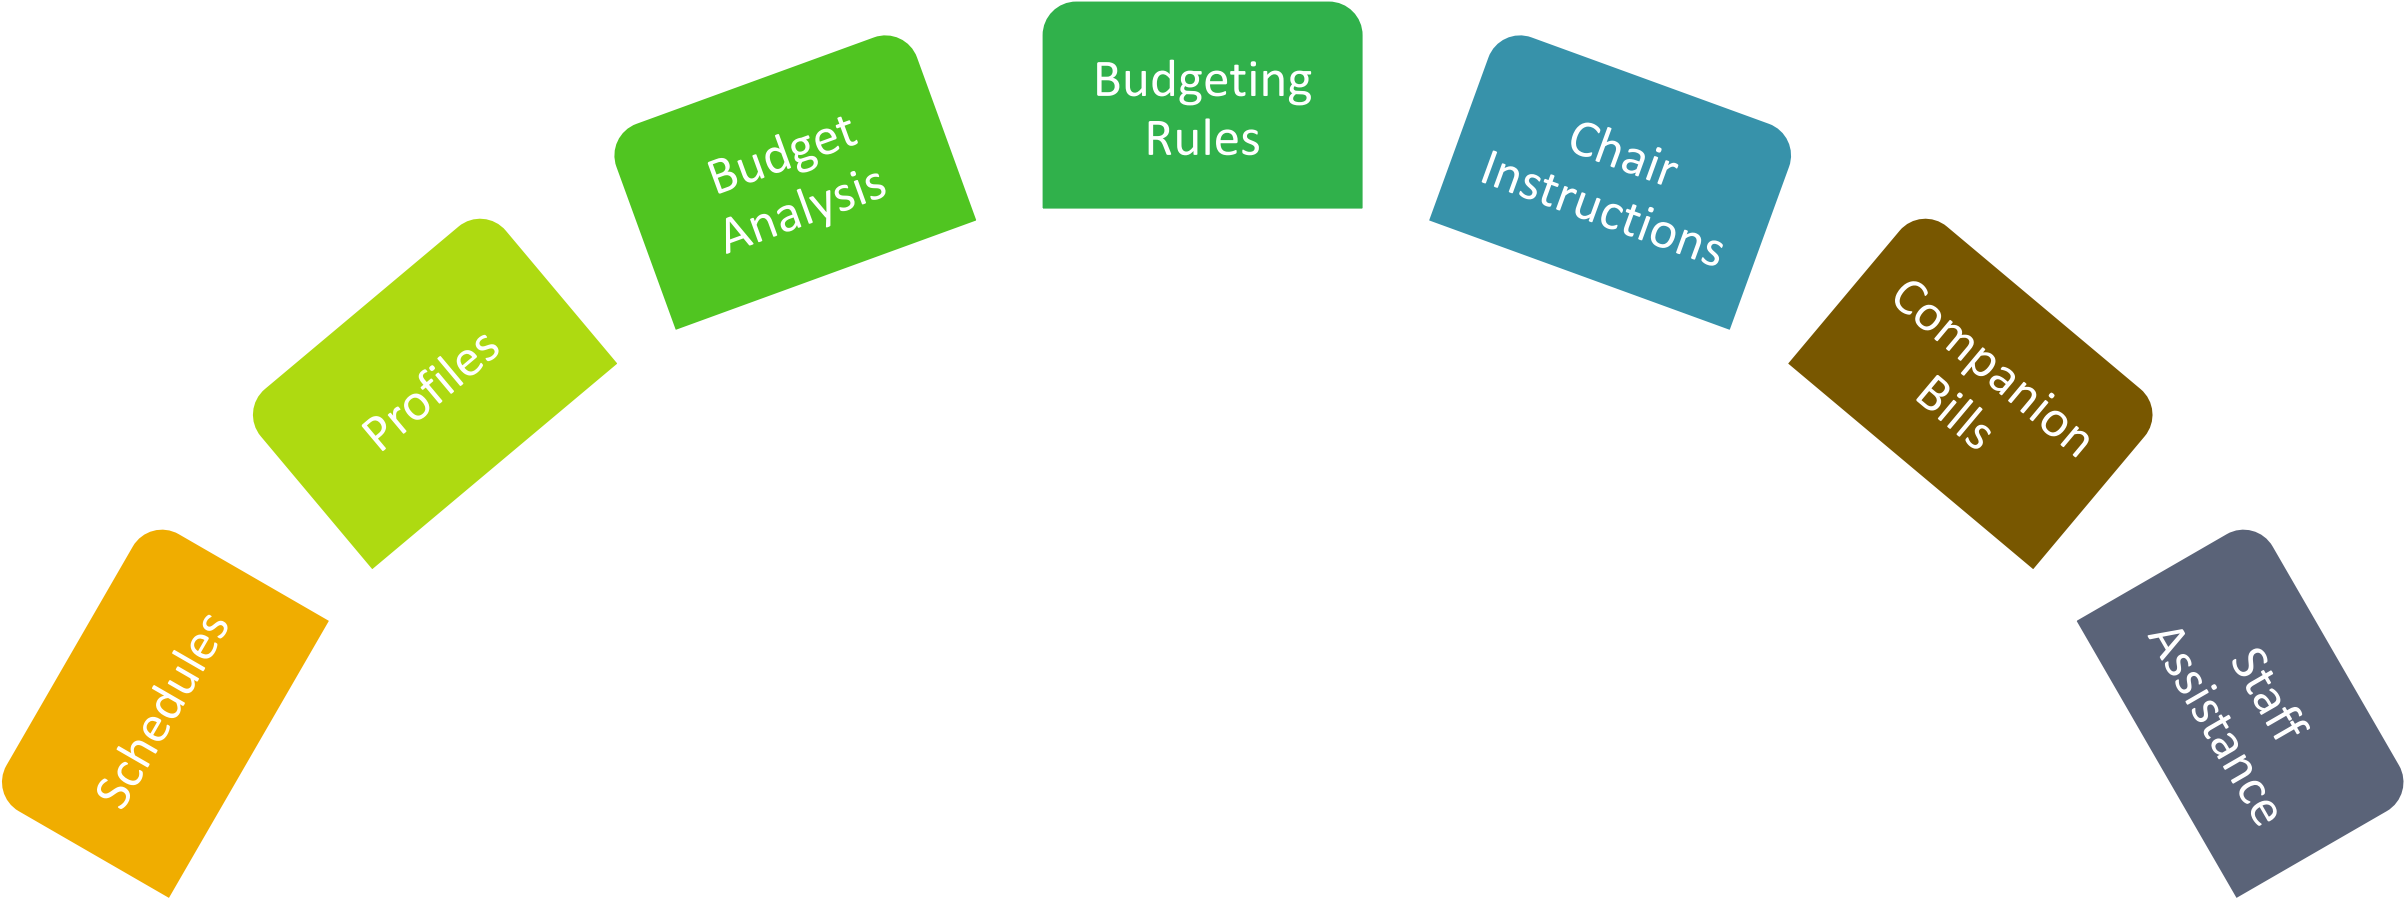 Schedules
Profiles
Budget
Analysis
Budgeting
Rules
Chair
Instructions
Companion
Bills
Staff
Assistance